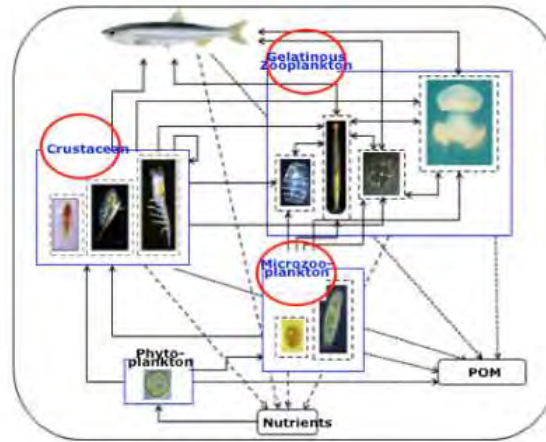 Gelatinous
Zooplankton
Crustacean
Microzoo-
plankton
Phyto-
plankton
POM
Nutrients